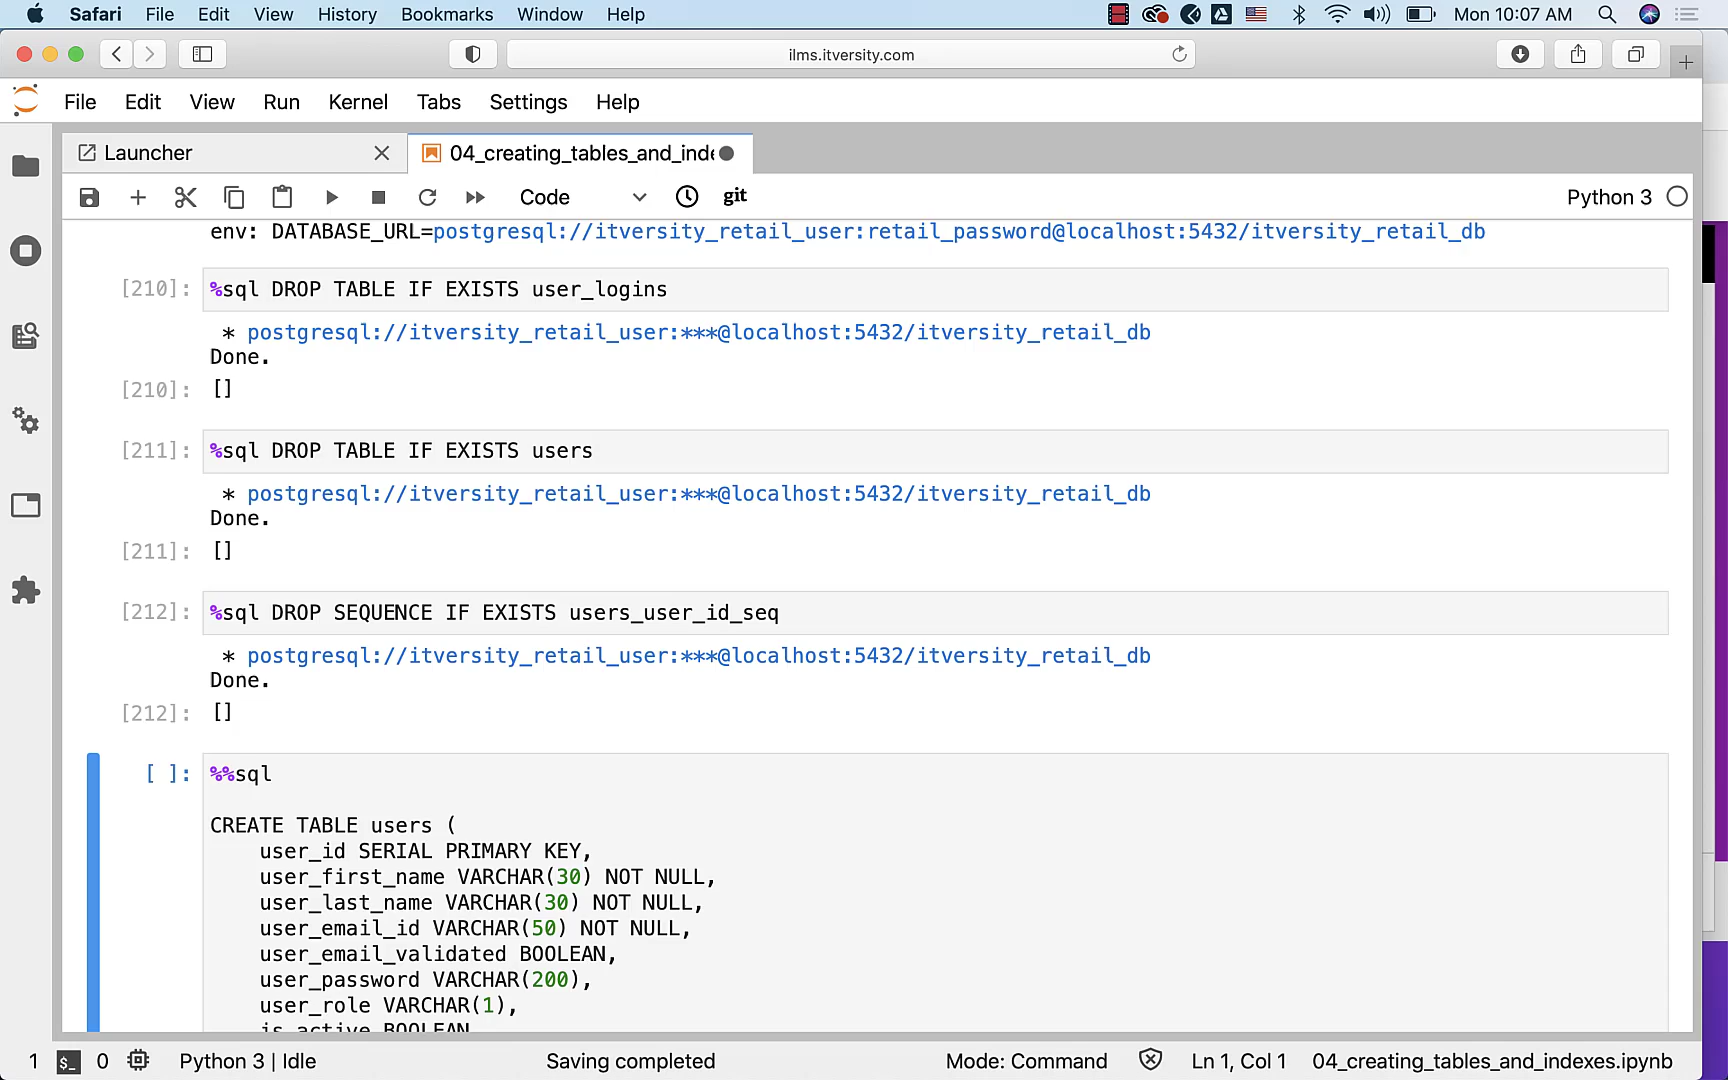 Safari File Edit View History Bookmarks Window Help Mon 10:07 AM
ilms.itversity.com
File Edit View Run Kernel Tabs Settings Help
Launcher 04_creating_tables_and_inde
Code git Python 3
env: DATABASE_URL=postgresql://itversity_retail_user:retail_password@localhost:5432/itversity_retail_db
[210]: %sql DROP TABLE IF EXISTS user_logins
* postgresql://itversity_retail_user:***@localhost:5432/itversity_retail_db
Done.
[210]: []
[211]: %sql DROP TABLE IF EXISTS users
* postgresql://itversity_retail_user:***@localhost:5432/itversity_retail_db
Done.
[211]: []
[212]: %sql DROP SEQUENCE IF EXISTS users_user_id_seq
* postgresql://itversity_retail_user:***@localhost:5432/itversity_retail_db
Done.
[212]: []
[ ]: %%sql
CREATE TABLE users (
user_id SERIAL PRIMARY KEY,
user_first_name VARCHAR(30) NOT NULL,
user_last_name VARCHAR(30) NOT NULL,
user_email_id VARCHAR(50) NOT NULL,
user_email_validated BOOLEAN,
user_password VARCHAR(200),
user_role VARCHAR(1),
is_active BOOLEAN
1 $_ 0 Python 3 | Idle Saving completed Mode: Command Ln 1, Col 1 04_creating_tables_and_indexes.ipynb